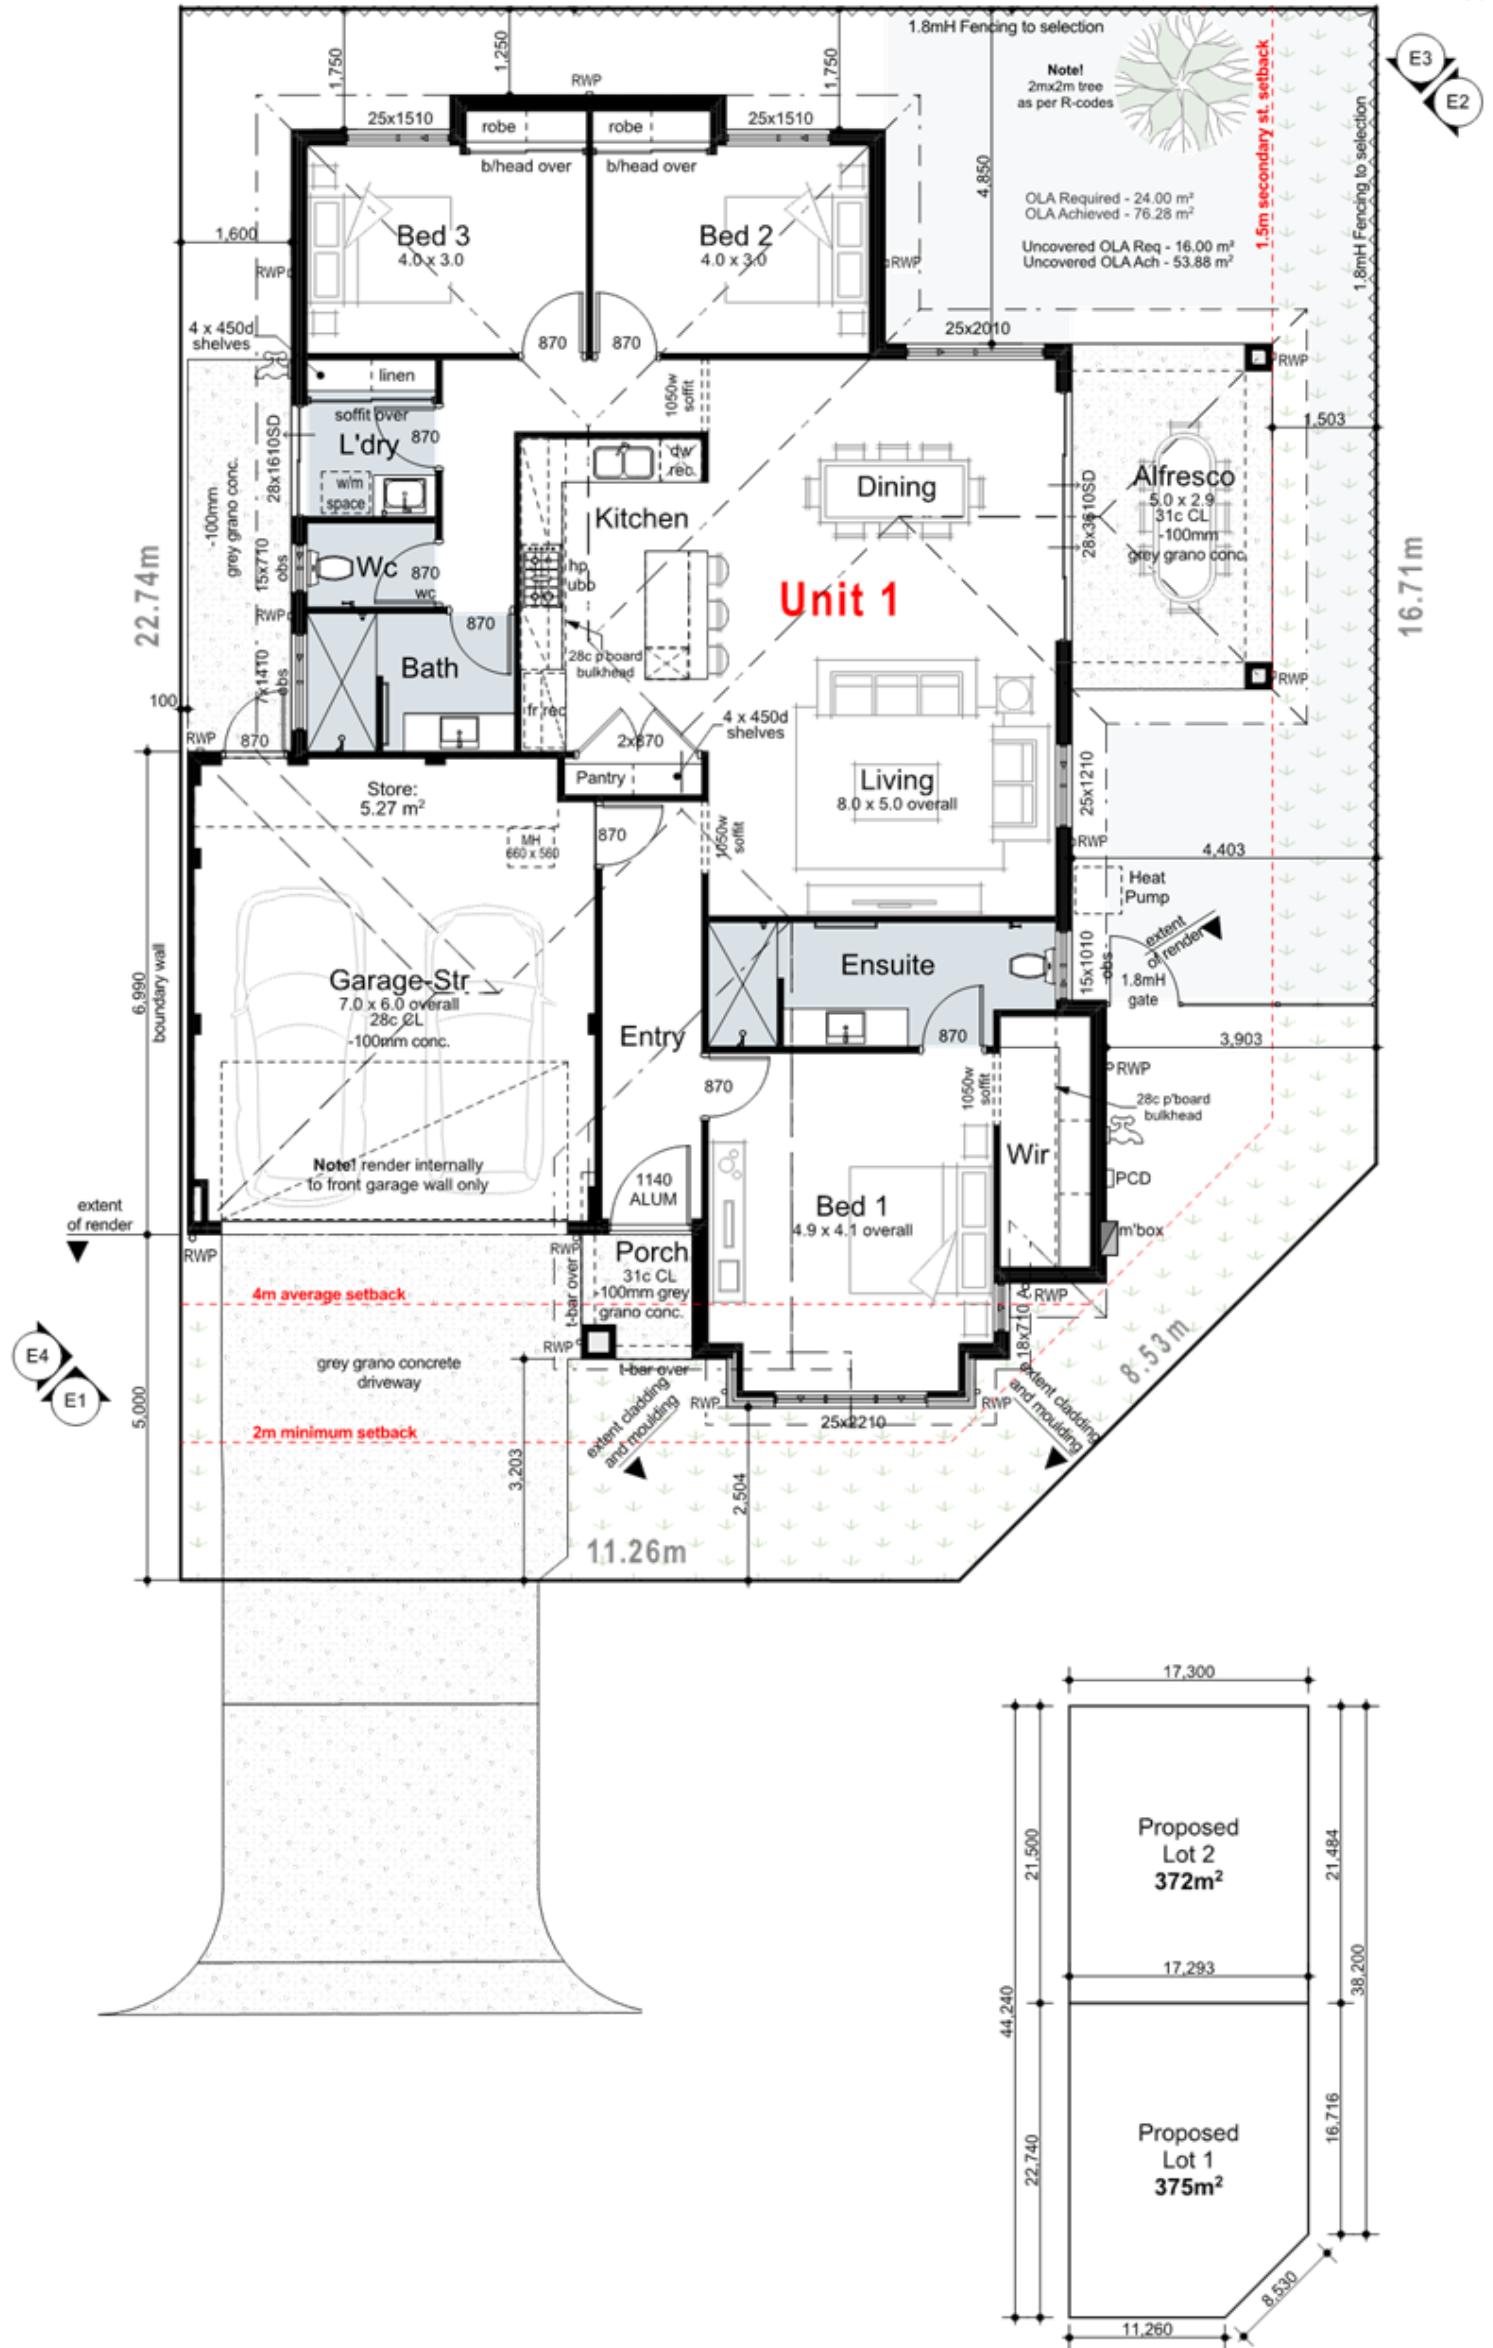 1.8mH Fencing to selection
1,750
1,250
1,750
RWP
Note!
2mx2m tree
as per R-codes
1.5m secondary st. setback
1.8mH Fencing to selection
E3
E2
25x1510
robe
robe
25x1510
b/head over
b/head over
4,850
OLA Required - 24.00 m²
OLA Achieved - 76.28 m²
Uncovered OLA Req - 16.00 m²
Uncovered OLA Ach - 53.88 m²
1,600
Bed 3
4.0 x 3.0
Bed 2
4.0 x 3.0
RWP
RWP
4 x 450d
shelves
870
870
25x2010
RWP
linen
1050w
soffit
soffit over
L'dry
870
28x1610SD
w/m
space
-100mm
grey grano conc.
dw
rec.
Kitchen
Dining
28x3610SD
Alfresco
5.0 x 2.9
31c CL
-100mm
grey grano conc.
1,503
22.74m
16.71m
15x710
obs
Wc
870
wc
hp
ubo
Unit 1
RWP
870
7x1410
obs
Bath
28c p'board
bulkhead
fr rec
100
RWP
870
2x870
4 x 450d
shelves
RWP
Pantry
Living
8.0 x 5.0 overall
25x1210
Store:
5.27 m²
MH
660 x 560
870
1050w
soffit
RWP
4,403
Heat
Pump
extent
of render
15x1010
obs
1.8mH
gate
6,990
boundary wall
Garage-Str
7.0 x 6.0 overall
28c CL
-100mm conc.
Ensuite
Entry
870
3,903
870
1050w
soffit
RWP
28c p'board
bulkhead
Wir
Note! render internally
to front garage wall only
1140
ALUM
Bed 1
4.9 x 4.1 overall
PCD
m'box
extent
of render
RWP
RWP
Porch
31c CL
-100mm grey
grano conc.
t-bar over
4m average setback
RWP
18x710
8.53m
E4
E1
RWP
t-bar over
grey grano concrete
driveway
5,000
extent cladding
and moulding
RWP
RWP
25x2210
extent cladding
and moulding
2m minimum setback
3,203
2,504
11.26m
17,300
Proposed
Lot 2
372m²
21,500
21,484
17,293
44,240
38,200
Proposed
Lot 1
375m²
22,740
16,716
8,530
11,260